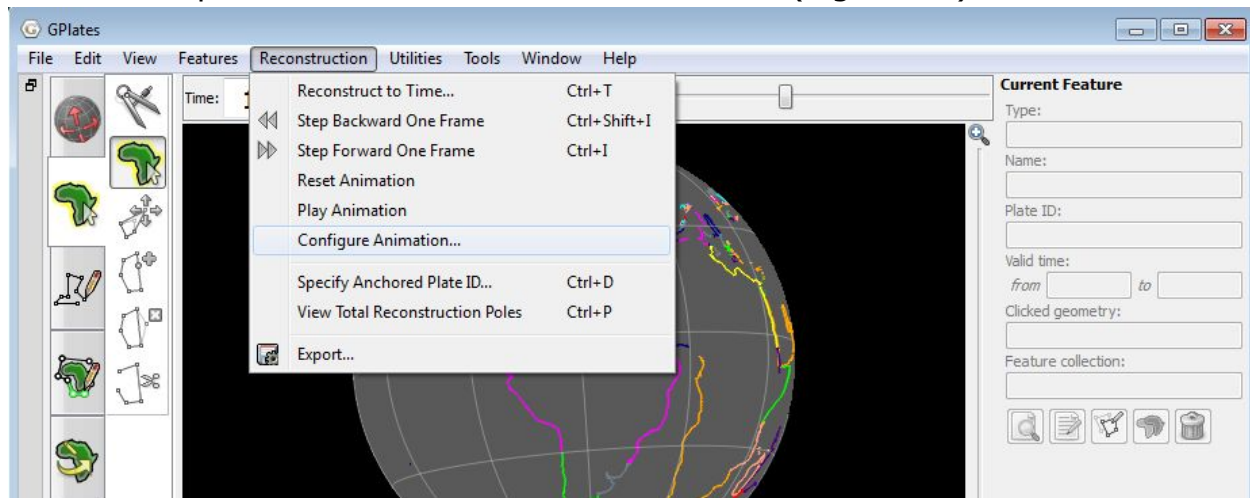 GPlates
File Edit View Features Reconstruction Utilities Tools Window Help
Time:
Reconstruct to Time... Ctrl+T
Step Backward One Frame Ctrl+Shift+I
Step Forward One Frame Ctrl+I
Reset Animation
Play Animation
Configure Animation...
Specify Anchored Plate ID... Ctrl+D
View Total Reconstruction Poles Ctrl+P
Export...
Current Feature
Type:
Name:
Plate ID:
Valid time:
from to
Clicked geometry:
Feature collection: